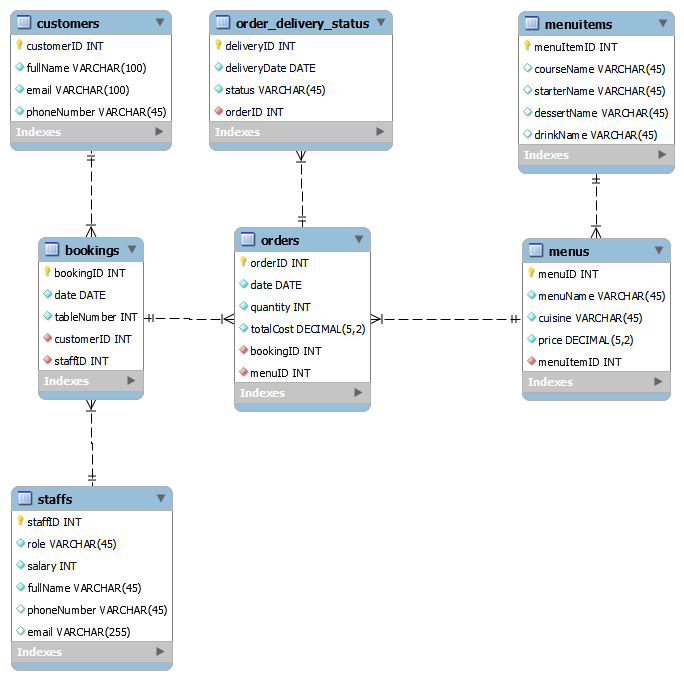 customers
customerID INT
fullName VARCHAR(100)
email VARCHAR(100)
phoneNumber VARCHAR(45)
Indexes
order_delivery_status
deliveryID INT
deliveryDate DATE
status VARCHAR(45)
orderID INT
Indexes
menuitems
menuItemID INT
courseName VARCHAR(45)
starterName VARCHAR(45)
dessertName VARCHAR(45)
drinkName VARCHAR(45)
Indexes
bookings
bookingID INT
date DATE
tableNumber INT
customerID INT
staffID INT
Indexes
orders
orderID INT
date DATE
quantity INT
totalCost DECIMAL(5,2)
bookingID INT
menuID INT
Indexes
menus
menuID INT
menuName VARCHAR(45)
cuisine VARCHAR(45)
price DECIMAL(5,2)
menuItemID INT
Indexes
staffs
staffID INT
role VARCHAR(45)
salary INT
fullName VARCHAR(45)
phoneNumber VARCHAR(45)
email VARCHAR(255)
Indexes